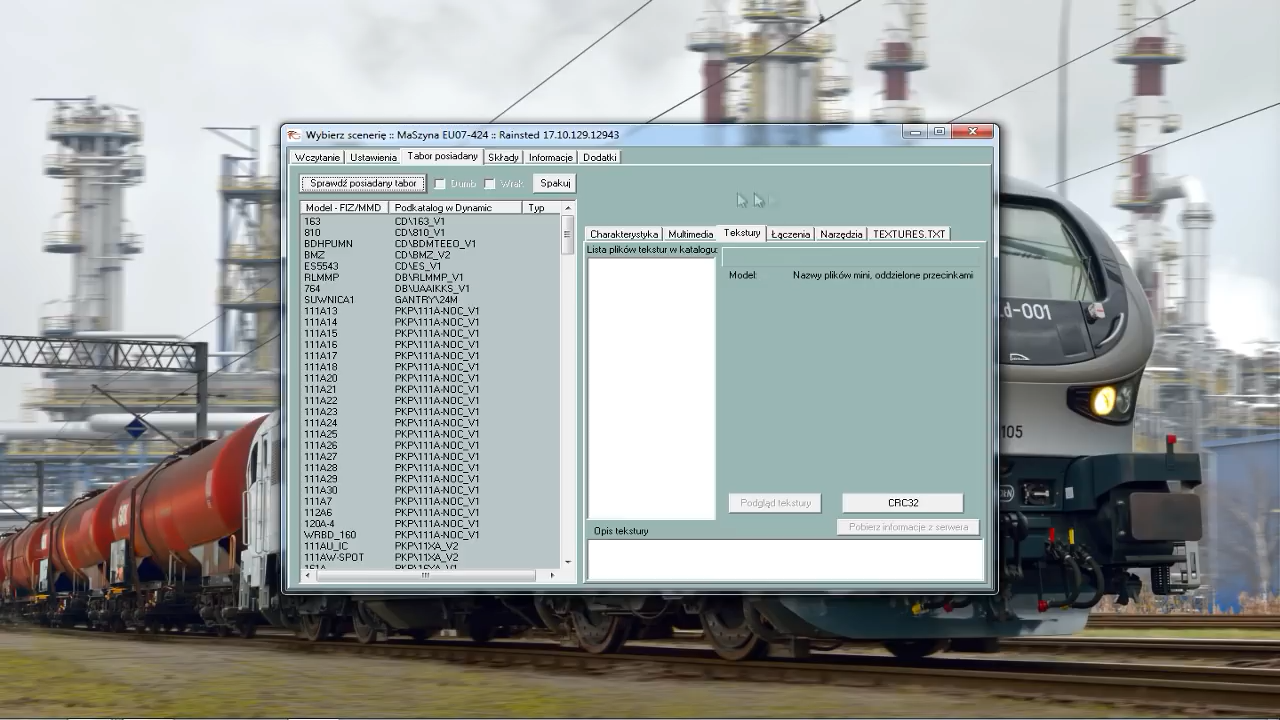 Wybierz scenerię :: MaSzyna EU07-424 :: Rainsted 17.10.129.12943
Wczytanie Ustawienia Tabor posiadany Składy Informacje Dodatki
Sprawdź posiadany tabor Dumb Wrak Spakuj
Model - FIZ/MMD Podkatalog w Dynamic Typ
163 CD\163_V1
810 CD\810_V1
BDHPUMN CD\BDMTEEO_V1
BMZ CD\BMZ_V2
ES5543 CD\ES_V1
RLMMP DB\RLMMP_V1
764 DB\UAAIKKS_V1
SUWNICA1 GANTRY\24M
111A13 PKP\111A-NOC_V1
111A14 PKP\111A-NOC_V1
111A15 PKP\111A-NOC_V1
111A16 PKP\111A-NOC_V1
111A17 PKP\111A-NOC_V1
111A18 PKP\111A-NOC_V1
111A20 PKP\111A-NOC_V1
111A21 PKP\111A-NOC_V1
111A22 PKP\111A-NOC_V1
111A23 PKP\111A-NOC_V1
111A24 PKP\111A-NOC_V1
111A25 PKP\111A-NOC_V1
111A26 PKP\111A-NOC_V1
111A27 PKP\111A-NOC_V1
111A28 PKP\111A-NOC_V1
111A29 PKP\111A-NOC_V1
111A30 PKP\111A-NOC_V1
111A7 PKP\111A-NOC_V1
112A8 PKP\111A-NOC_V1
113A PKP\111A-NOC_V1
WRBD_160 PKP\111A-NOC_V1
111AU_IC PKP\11XA_V2
111AW-SPOT PKP\11XA_V2
Charakterystyka Multimedia Tekstury Łączenia Narzędzia TEXTURES.TXT
Lista plików tekstur w katalogu:
Model: Nazwy plików mini, oddzielone przecinkami
Podgląd tekstury CRC32
Pobierz informacje z serwera
Opis tekstury
d-001
105